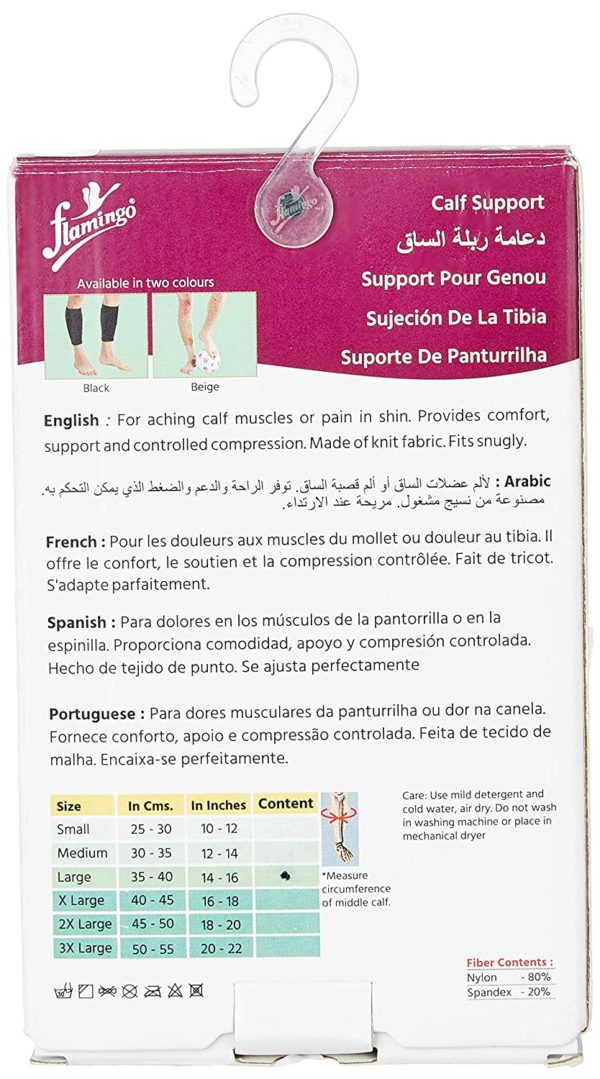 flamingo
flamingo
Calf Support
دعامة ربلة الساق
Support Pour Genou
Sujeción De La Tibia
Suporte De Panturrilha
Available in two colours
Black
Beige
English : For aching calf muscles or pain in shin. Provides comfort,
support and controlled compression. Made of knit fabric. Fits snugly.
Arabic : لألم عضلات الساق أو ألم قصبة الساق. توفر الراحة والدعم والضغط الذي يمكن التحكم به.
مصنوعة من نسيج مشغول. مريحة عند الارتداء.
French : Pour les douleurs aux muscles du mollet ou douleur au tibia. Il
offre le confort, le soutien et la compression contrôlée. Fait de tricot.
S'adapte parfaitement.
Spanish : Para dolores en los músculos de la pantorrilla o en la
espinilla. Proporciona comodidad, apoyo y compresión controlada.
Hecho de tejido de punto. Se ajusta perfectamente
Portuguese : Para dores musculares da panturrilha ou dor na canela.
Fornece conforto, apoio e compressão controlada. Feita de tecido de
malha. Encaixa-se perfeitamente.
Size In Cms. In Inches Content
Small 25 - 30 10 - 12
Medium 30 - 35 12 - 14
Large 35 - 40 14 - 16
X Large 40 - 45 16 - 18
2X Large 45 - 50 18 - 20
3X Large 50 - 55 20 - 22
*Measure
circumference
of middle calf.
Care: Use mild detergent and
cold water, air dry. Do not wash
in washing machine or place in
mechanical dryer
Fiber Contents :
Nylon - 80%
Spandex - 20%
30